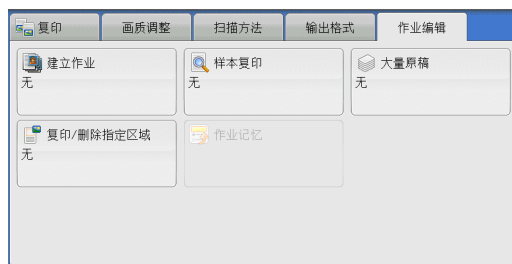 复印 画质调整 扫描方法 输出格式 作业编辑
建立作业 样本复印 大量原稿
无 无 无
复印/删除指定区域 作业记忆
无